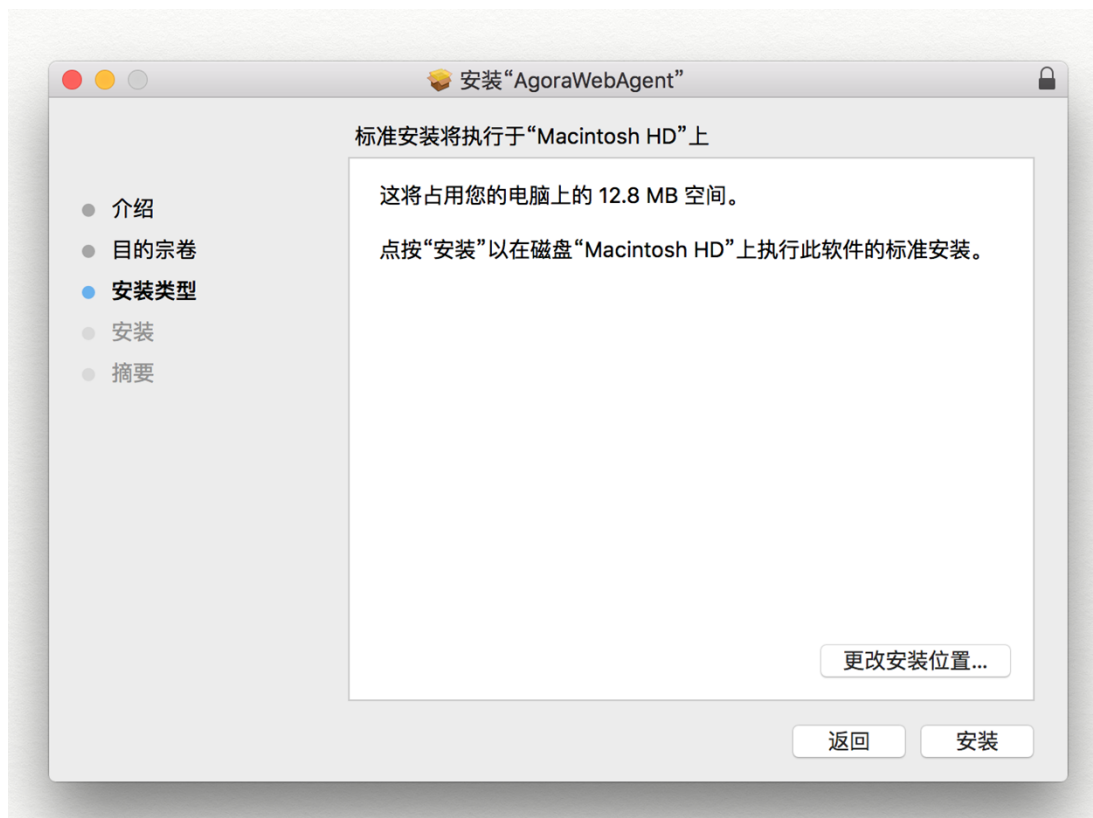 安装“AgoraWebAgent”
标准安装将执行于“Macintosh HD”上
介绍
目的宗卷
安装类型
安装
摘要
这将占用您的电脑上的 12.8 MB 空间。
点按“安装”以在磁盘“Macintosh HD”上执行此软件的标准安装。
更改安装位置...
返回
安装